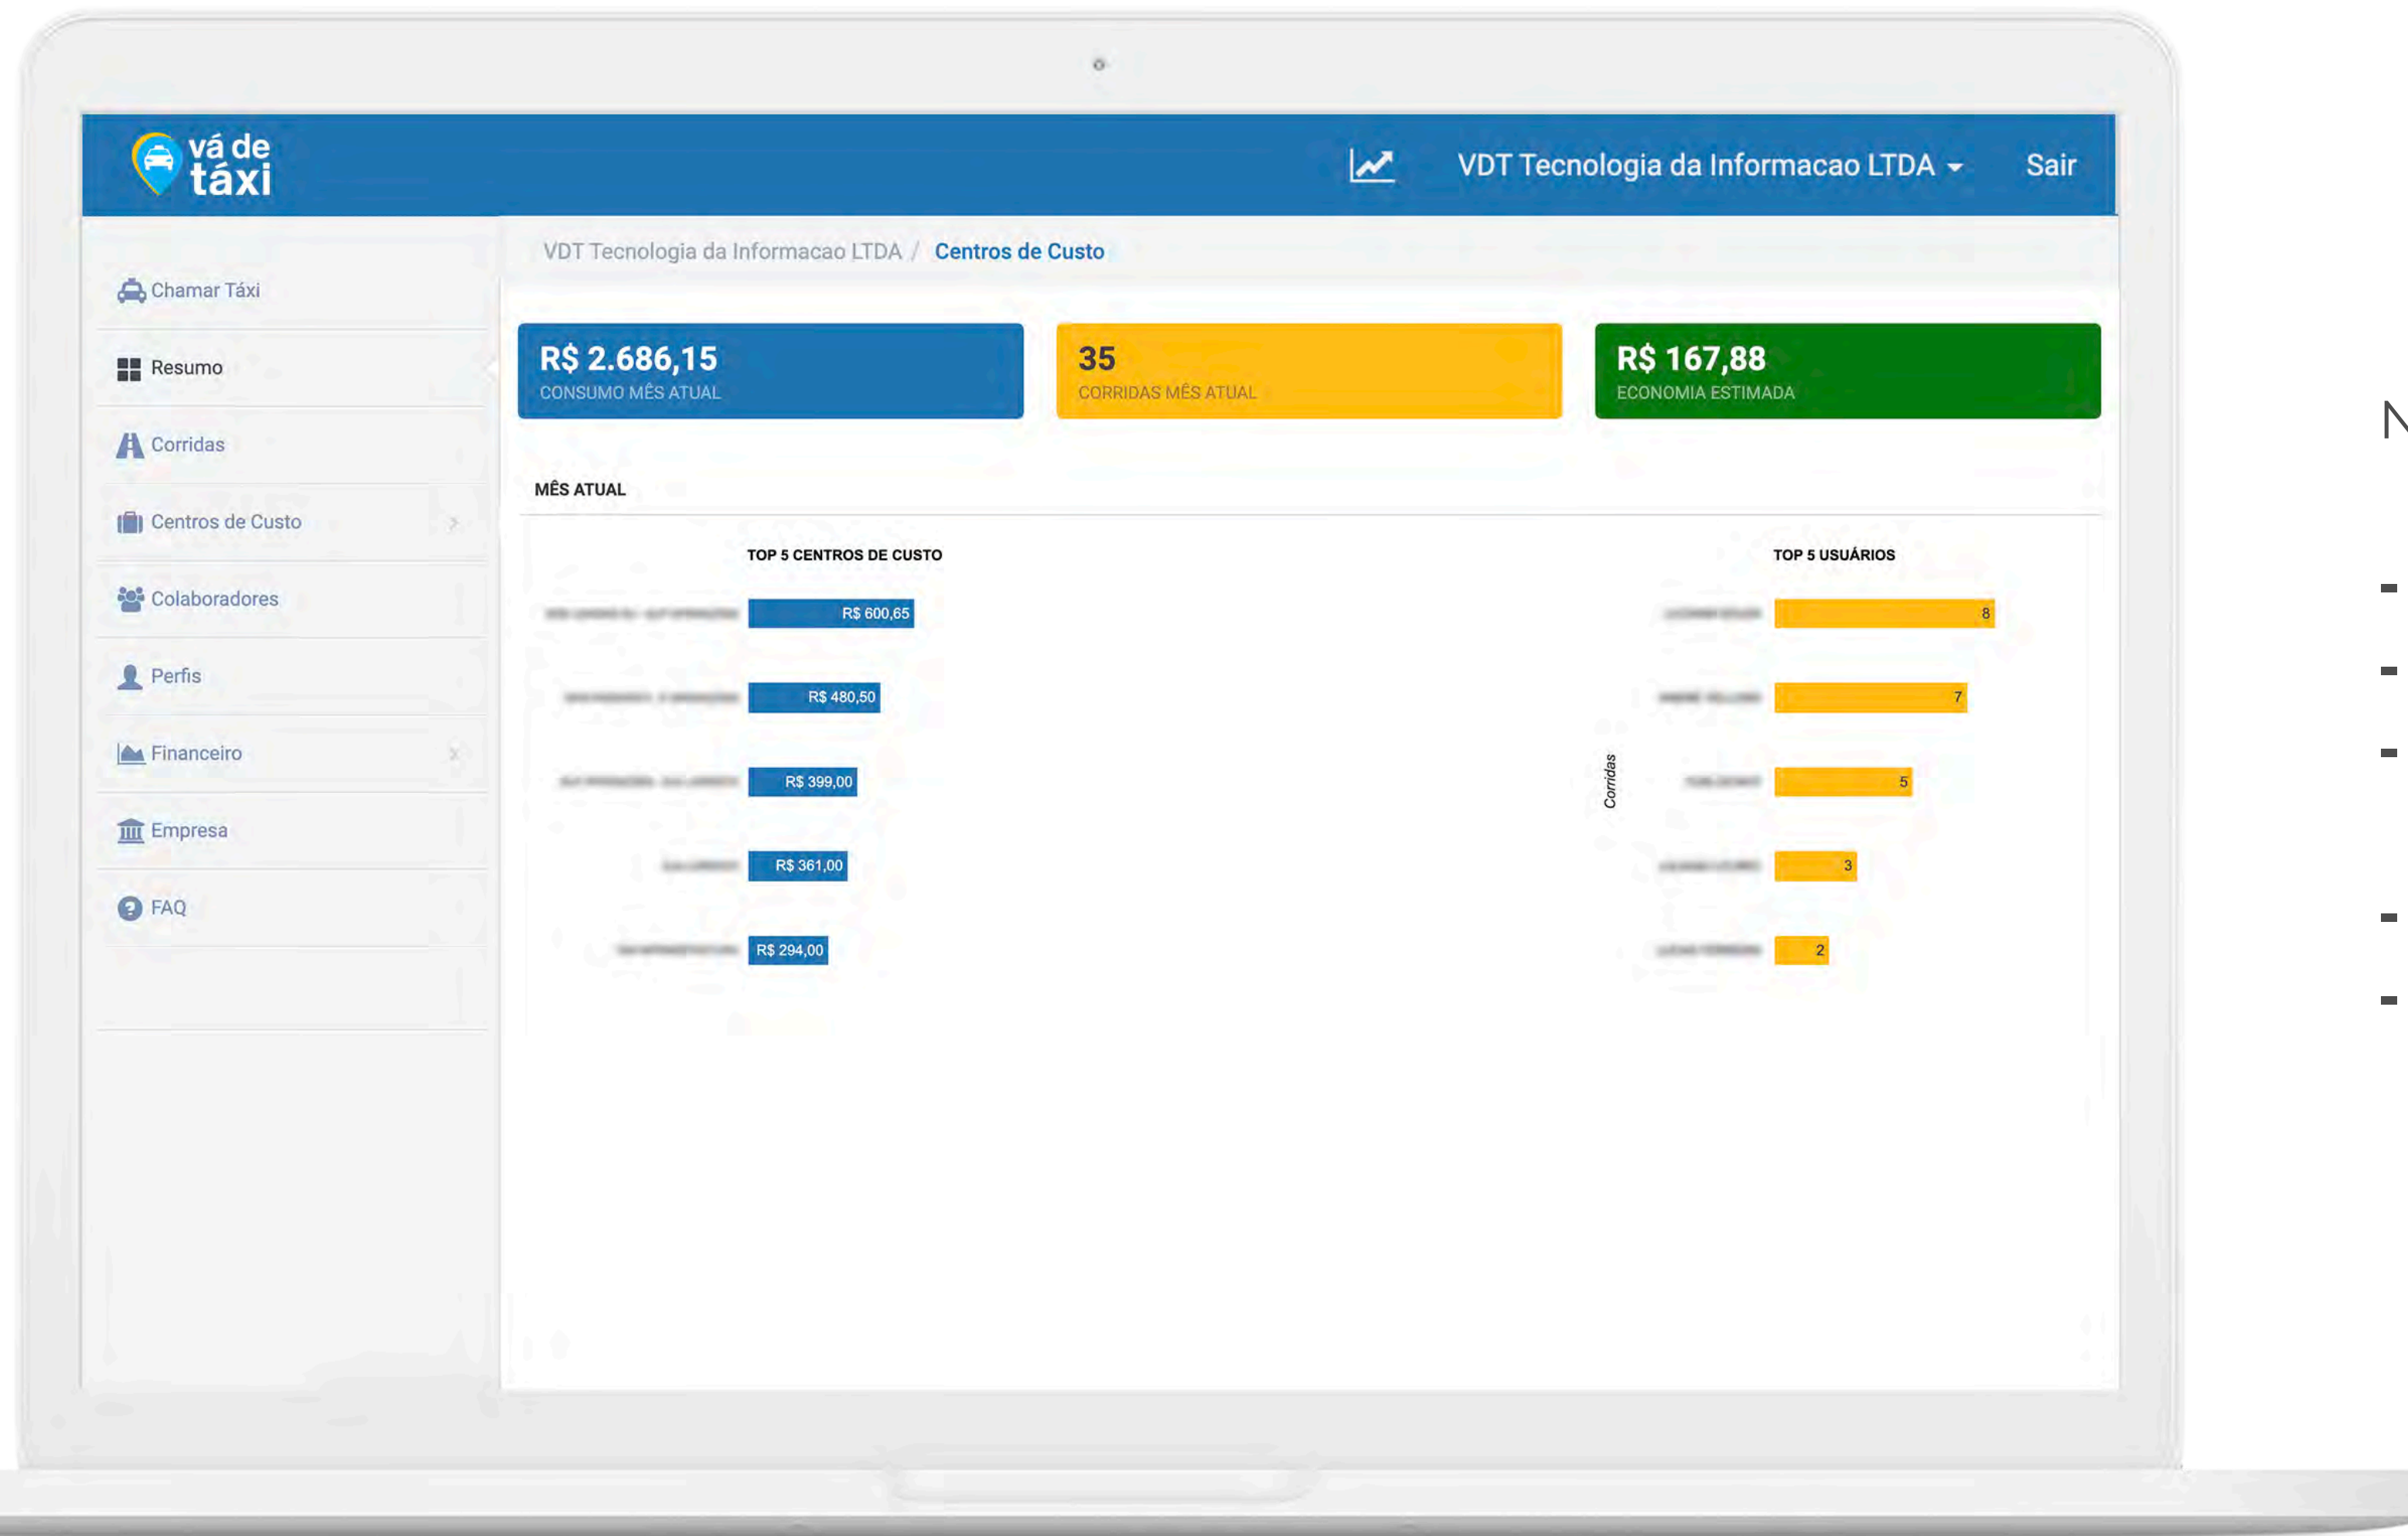 vá de
táxi
VDT Tecnologia da Informacao LTDA
Sair
VDT Tecnologia da Informacao LTDA / Centros de Custo
Chamar Táxi
Resumo
Corridas
Centros de Custo
Colaboradores
Perfis
Financeiro
Empresa
FAQ
R$ 2.686,15
CONSUMO MÊS ATUAL
35
CORRIDAS MÊS ATUAL
R$ 167,88
ECONOMIA ESTIMADA
MÊS ATUAL
TOP 5 CENTROS DE CUSTO
R$ 600,65
R$ 480,50
R$ 399,00
R$ 361,00
R$ 294,00
TOP 5 USUÁRIOS
Corridas
8
7
5
3
2